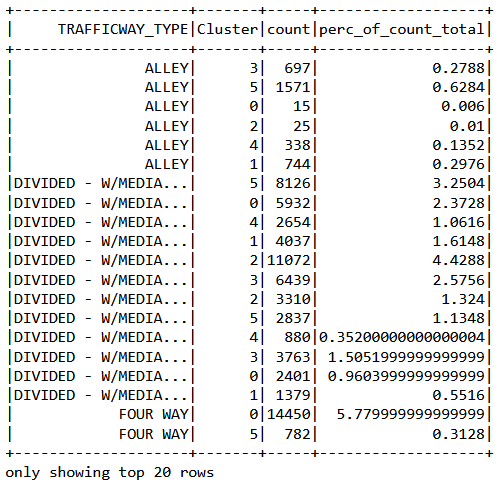 +--------------------+-------+-----+-------------------+
|     TRAFFICWAY_TYPE|Cluster|count|perc_of_count_total|
+--------------------+-------+-----+-------------------+
|               ALLEY|      3|  697|             0.2788|
|               ALLEY|      5| 1571|             0.6284|
|               ALLEY|      0|   15|              0.006|
|               ALLEY|      2|   25|               0.01|
|               ALLEY|      4|  338|             0.1352|
|               ALLEY|      1|  744|             0.2976|
|DIVIDED - W/MEDIA...|      5| 8126|             3.2504|
|DIVIDED - W/MEDIA...|      0| 5932|             2.3728|
|DIVIDED - W/MEDIA...|      4| 2654|             1.0616|
|DIVIDED - W/MEDIA...|      1| 4037|             1.6148|
|DIVIDED - W/MEDIA...|      2|11072|             4.4288|
|DIVIDED - W/MEDIA...|      3| 6439|             2.5756|
|DIVIDED - W/MEDIA...|      2| 3310|              1.324|
|DIVIDED - W/MEDIA...|      5| 2837|             1.1348|
|DIVIDED - W/MEDIA...|      4|  880|0.35200000000000004|
|DIVIDED - W/MEDIA...|      3| 3763| 1.5051999999999999|
|DIVIDED - W/MEDIA...|      0| 2401| 0.9603999999999999|
|DIVIDED - W/MEDIA...|      1| 1379|             0.5516|
|            FOUR WAY|      0|14450|  5.779999999999999|
|            FOUR WAY|      5|  782|             0.3128|
+--------------------+-------+-----+-------------------+
only showing top 20 rows